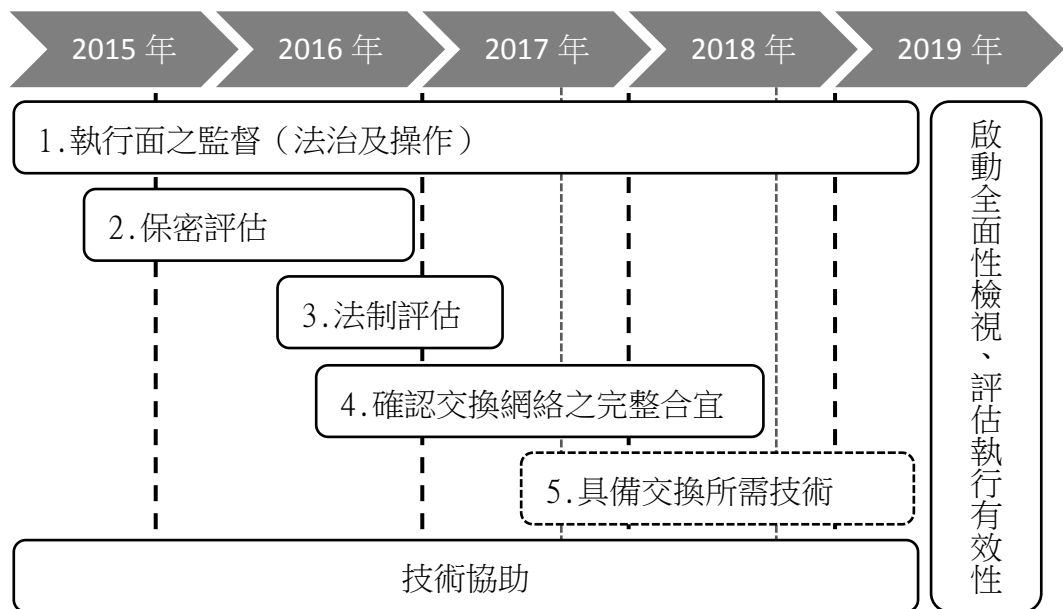 2015 年
2016 年
2017 年
2018 年
2019 年
1.執行面之監督（法治及操作）
2.保密評估
3.法制評估
4.確認交換網絡之完整合宜
5.具備交換所需技術
技術協助
啟動全面性檢視、評估執行有效性